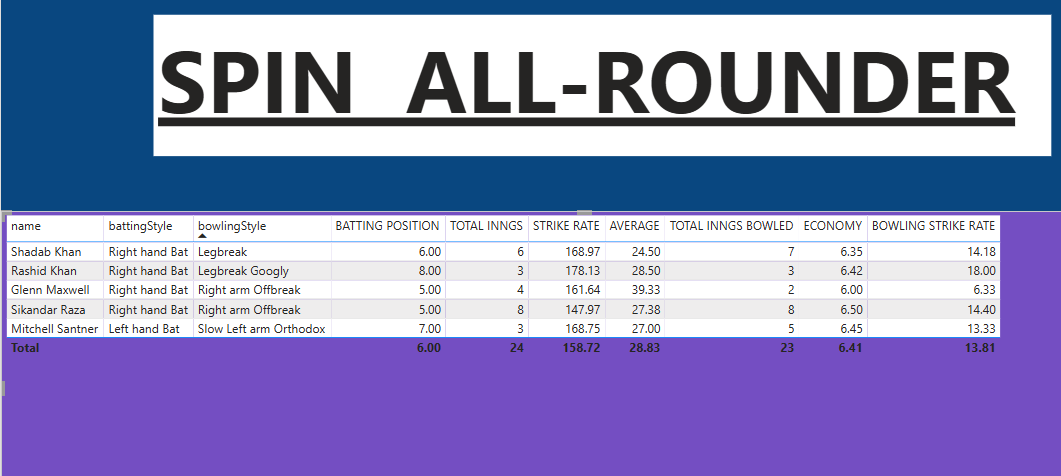 SPIN ALL-ROUNDER
name battingStyle bowlingStyle BATTING POSITION TOTAL INNGS STRIKE RATE AVERAGE TOTAL INNGS BOWLED ECONOMY BOWLING STRIKE RATE
Shadab Khan Right hand Bat Legbreak 6.00 6 168.97 24.50 7 6.35 14.18
Rashid Khan Right hand Bat Legbreak Googly 8.00 3 178.13 28.50 3 6.42 18.00
Glenn Maxwell Right hand Bat Right arm Offbreak 5.00 4 161.64 39.33 2 6.00 6.33
Sikandar Raza Right hand Bat Right arm Offbreak 5.00 8 147.97 27.38 8 6.50 14.40
Mitchell Santner Left hand Bat Slow Left arm Orthodox 7.00 3 168.75 27.00 5 6.45 13.33
Total 6.00 24 158.72 28.83 23 6.41 13.81